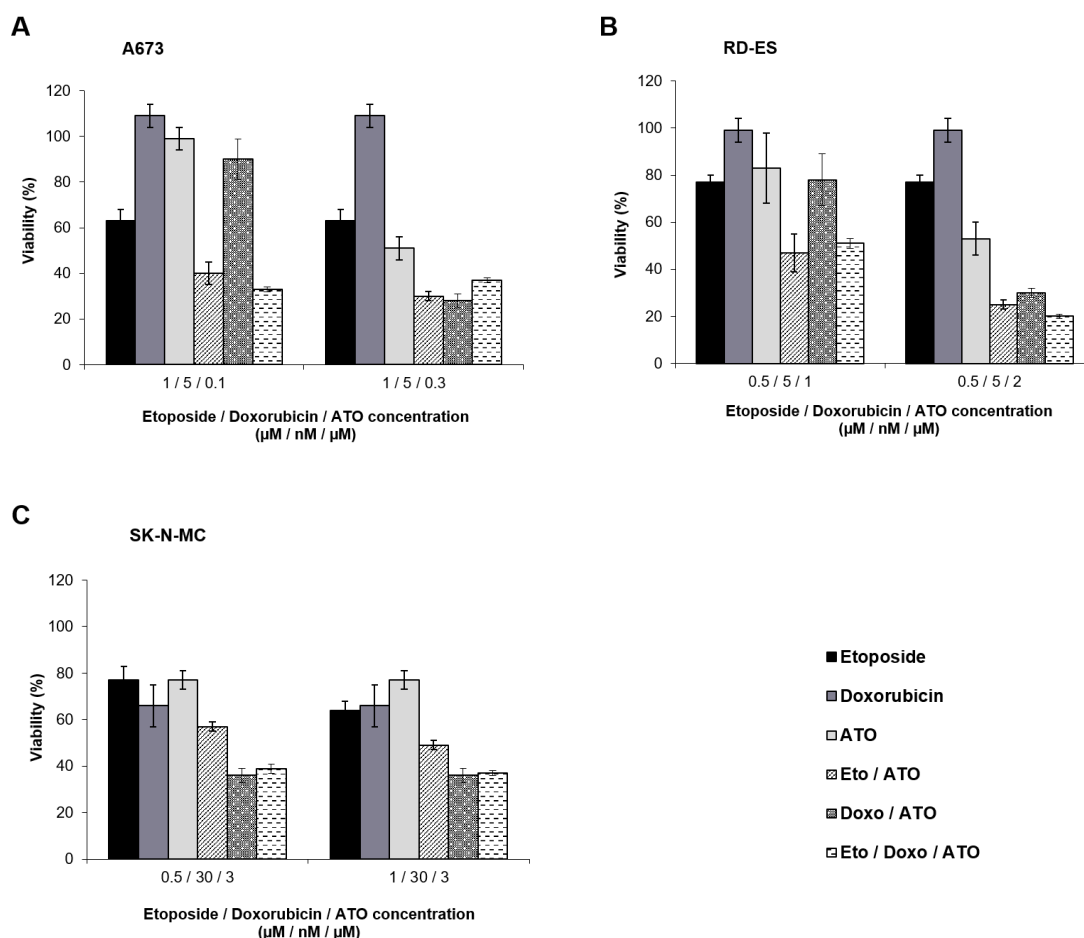 A
A673
120
100
80
60
40
20
0
Viability (%)
1 / 5 / 0.1
1 / 5 / 0.3
Etoposide / Doxorubicin / ATO concentration
(µM / nM / µM)
B
RD-ES
120
100
80
60
40
20
0
Viability (%)
0.5 / 5 / 1
0.5 / 5 / 2
Etoposide / Doxorubicin / ATO concentration
(µM / nM / µM)
C
SK-N-MC
120
100
80
60
40
20
0
Viability (%)
0.5 / 30 / 3
1 / 30 / 3
Etoposide / Doxorubicin / ATO concentration
(µM / nM / µM)
Etoposide
Doxorubicin
ATO
Eto / ATO
Doxo / ATO
Eto / Doxo / ATO